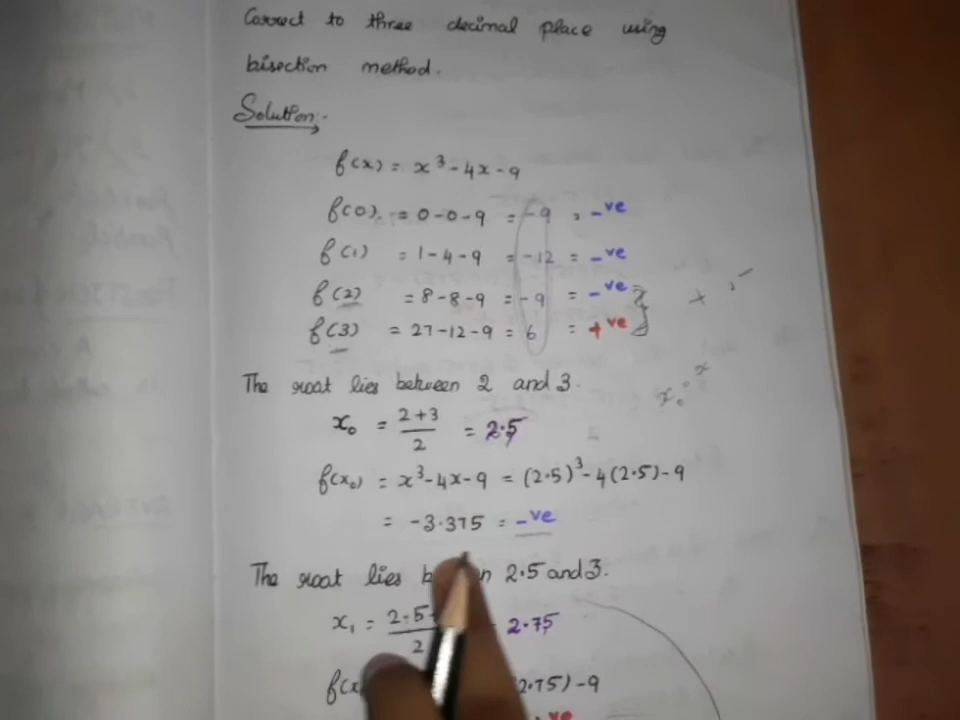 Correct to three decimal place using
bisection method.
Solution:-
f(x) = x³ - 4x - 9
f(0) = 0-0-9 = -9 , -ve
f(1) = 1-4-9 = -12 = -ve
f(2) = 8-8-9 = -9 = -ve
f(3) = 27-12-9 = 6 = +ve
+ , -
The root lies between 2 and 3.
x₀ = 2+3/2 = 2.5
f(x₀) = x³-4x-9 = (2.5)³-4(2.5)-9
= -3.375 = -ve
The root lies 2.5 and 3.
x₁ = 2.5 /2 2.75
f(x 2.75)-9
ve